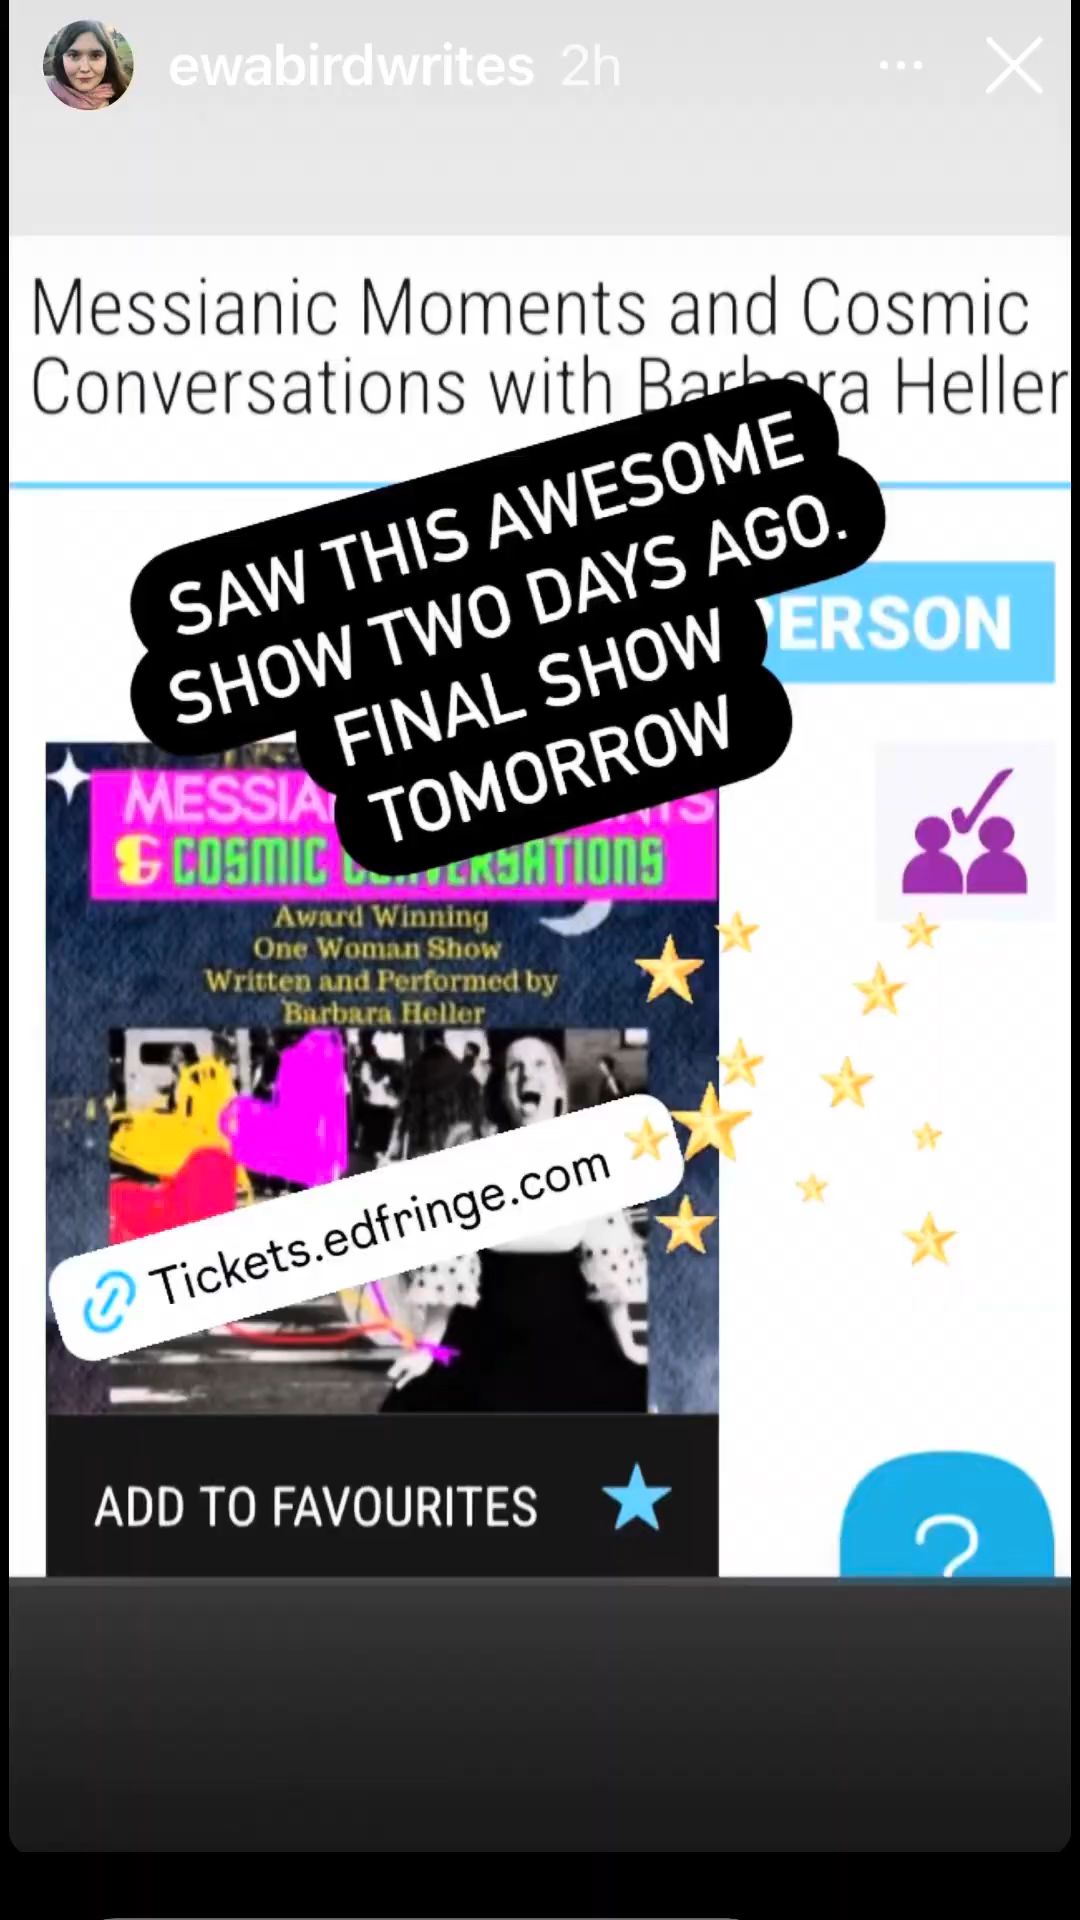 ewabirdwrites 2h
Messianic Moments and Cosmic
Conversations with Barbara Heller
SAW THIS AWESOME
SHOW TWO DAYS AGO.
FINAL SHOW
TOMORROW
& COSMIC
Award Winning
One Woman Show
Written and Performed by
Barbara Heller
Tickets.edfringe.com
ADD TO FAVOURITES
?